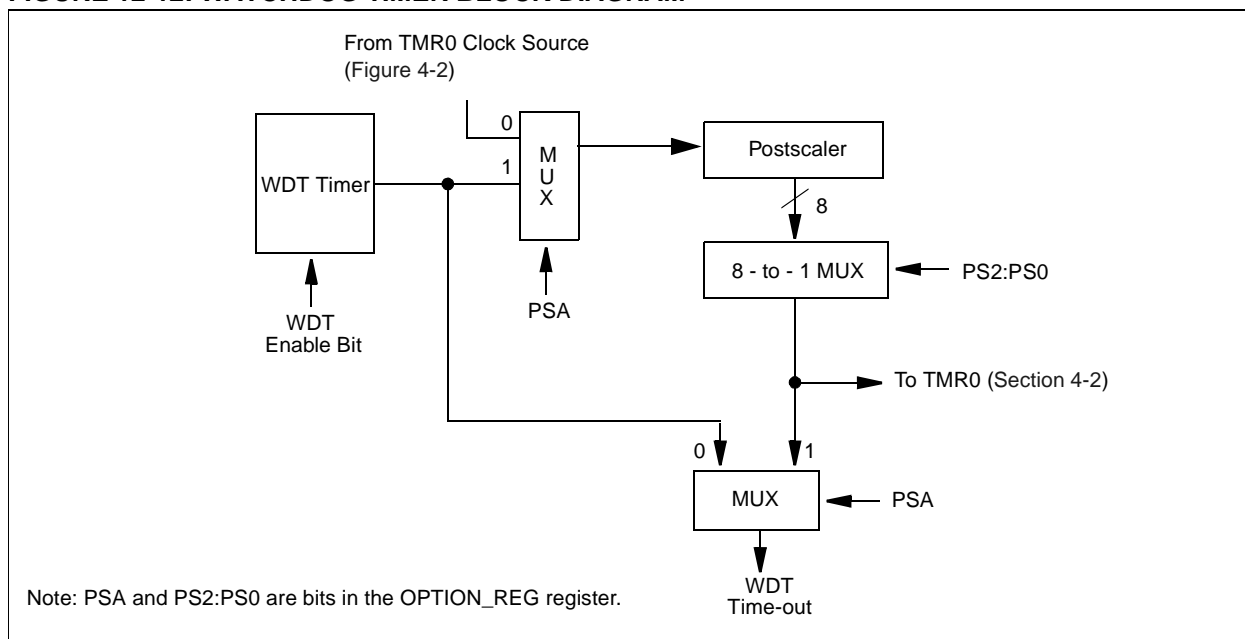 From TMR0 Clock Source
(Figure 4-2)
0
1
M
U
X
WDT Timer
Postscaler
8
8 - to - 1 MUX
PS2:PS0
PSA
WDT
Enable Bit
To TMR0 (Section 4-2)
0
1
MUX
PSA
WDT
Time-out
Note: PSA and PS2:PS0 are bits in the OPTION_REG register.